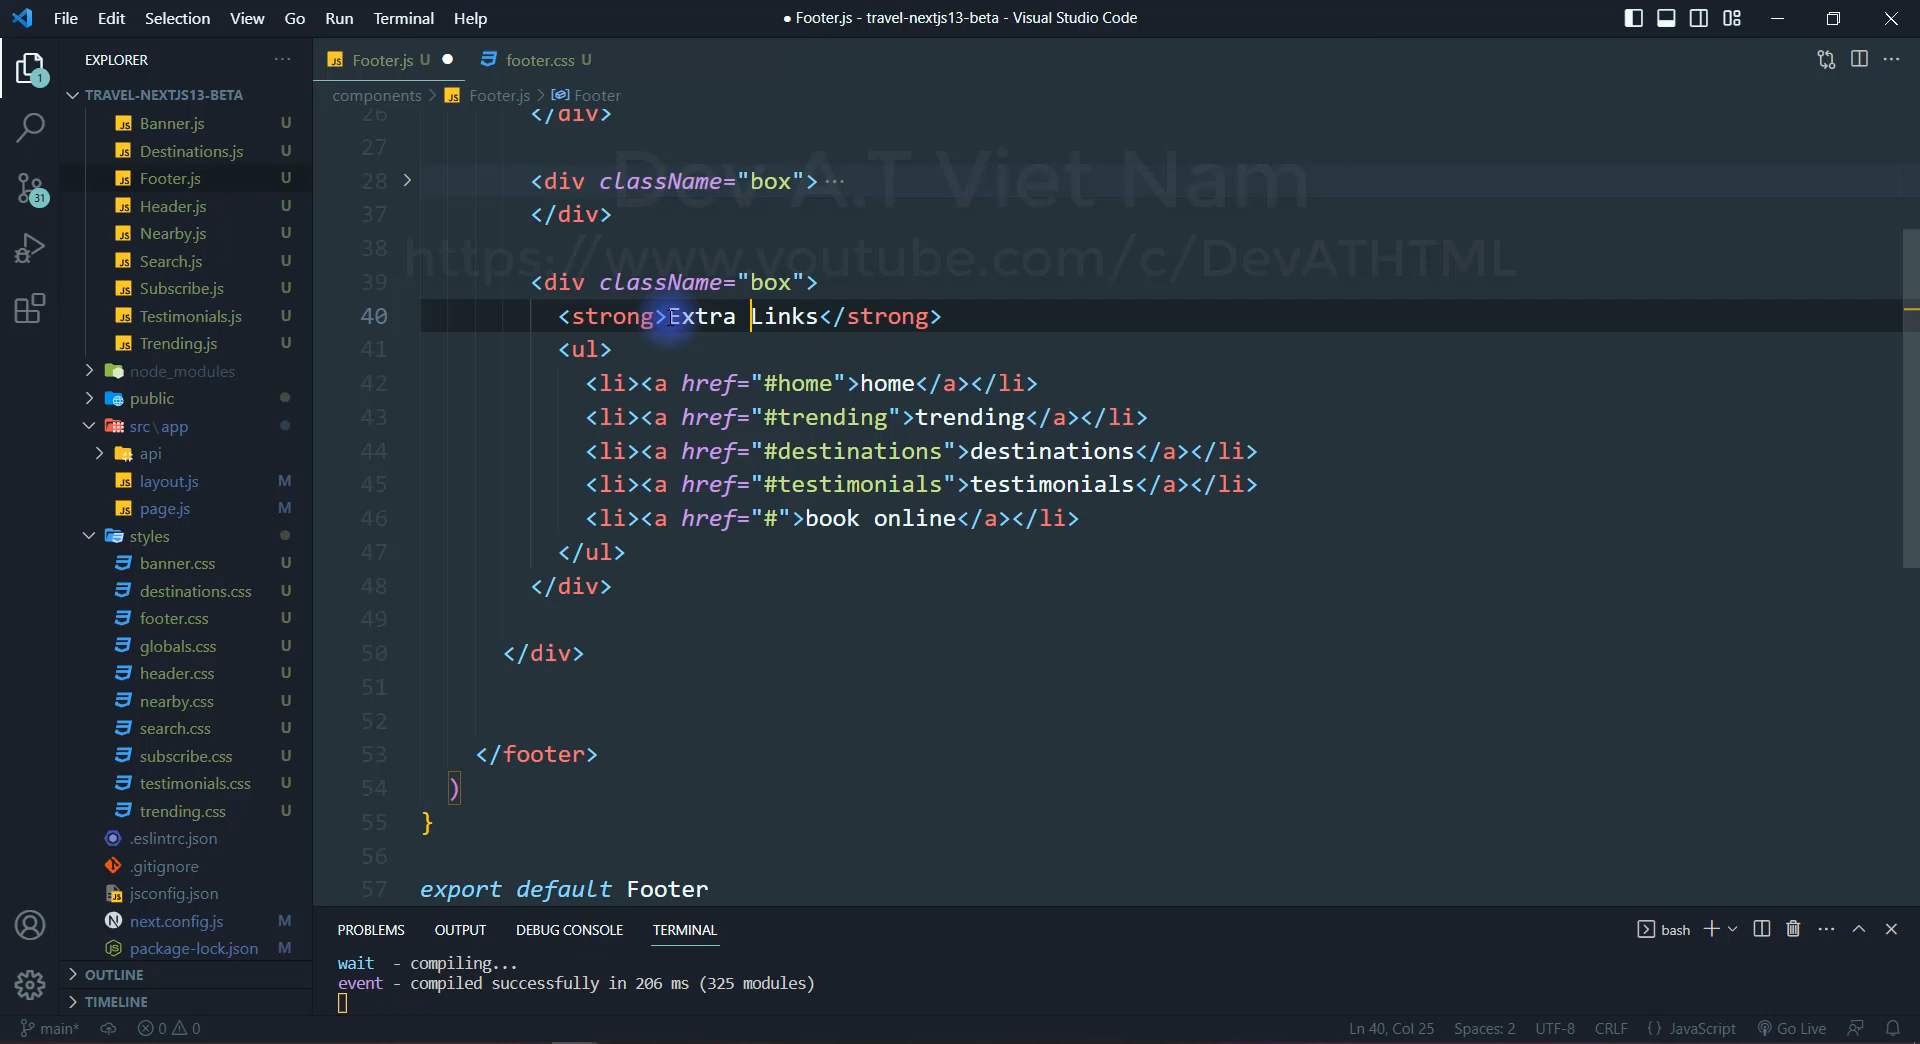 File Edit Selection View Go Run Terminal Help
● Footer.js - travel-nextjs13-beta - Visual Studio Code
EXPLORER
TRAVEL-NEXTJS13-BETA
Banner.js U
Destinations.js U
Footer.js U
Header.js U
Nearby.js U
Search.js U
Subscribe.js U
Testimonials.js U
Trending.js U
node_modules
public
src\app
api
layout.js M
page.js M
styles
banner.css U
destinations.css U
footer.css U
globals.css U
header.css U
nearby.css U
search.css U
subscribe.css U
testimonials.css U
trending.css U
.eslintrc.json
.gitignore
jsconfig.json
next.config.js M
package-lock.json M
OUTLINE
TIMELINE
1
31
Footer.js U ●
footer.css U
components > Footer.js > Footer
Dev A.T Viet Nam
https://www.youtube.com/c/DevATHTML
26 </div>
27
28 <div className="box">···
37 </div>
38
39 <div className="box">
40 <strong>Extra Links</strong>
41 <ul>
42 <li><a href="#home">home</a></li>
43 <li><a href="#trending">trending</a></li>
44 <li><a href="#destinations">destinations</a></li>
45 <li><a href="#testimonials">testimonials</a></li>
46 <li><a href="#">book online</a></li>
47 </ul>
48 </div>
49
50 </div>
51
52
53 </footer>
54 )
55 }
56
57 export default Footer
PROBLEMS OUTPUT DEBUG CONSOLE TERMINAL
bash
wait - compiling...
event - compiled successfully in 206 ms (325 modules)
main* 0 0
Ln 40, Col 25 Spaces: 2 UTF-8 CRLF {} JavaScript Go Live